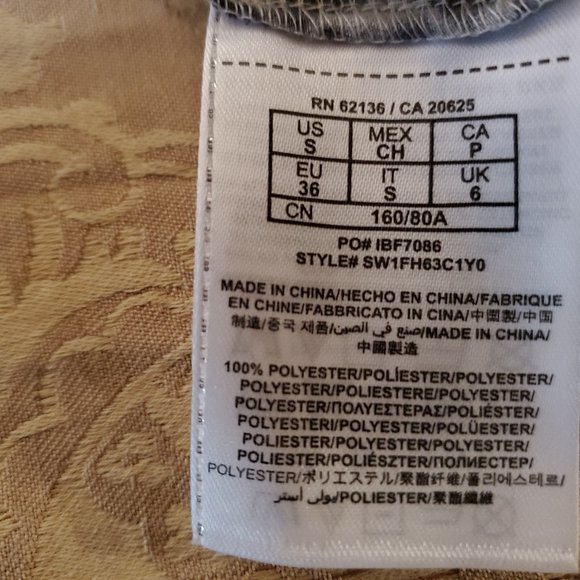 RN 62136 / CA 20625
US MEX CA
S CH P
EU IT UK
36 S 6
CN 160/80A
PO# IBF7086
STYLE# SW1FH63C1Y0
MADE IN CHINA/HECHO EN CHINA/FABRIQUE
EN CHINE/FABBRICATO IN CINA/中國製/中国
制造/중국 제품/صنع في الصين/MADE IN CHINA/
中國製造
100% POLYESTER/POLIÉSTER/POLYESTER/
POLYESTER/POLIESTERE/POLYESTER/
POLYESTER/ΠΟΛΥΕΣΤΕΡΑΣ/POLIÉSTER/
POLYESTER/POLYESTERI/POLÜESTER/
POLIESTER/POLYESTER/POLYESTER/
POLIESTER/POLIÉSZTER/ПОЛИЕСТЕР/
POLYESTER/ポリエステル/聚酯纤维/폴리에스테르/
بولي أستر/POLIESTER/聚酯纖維